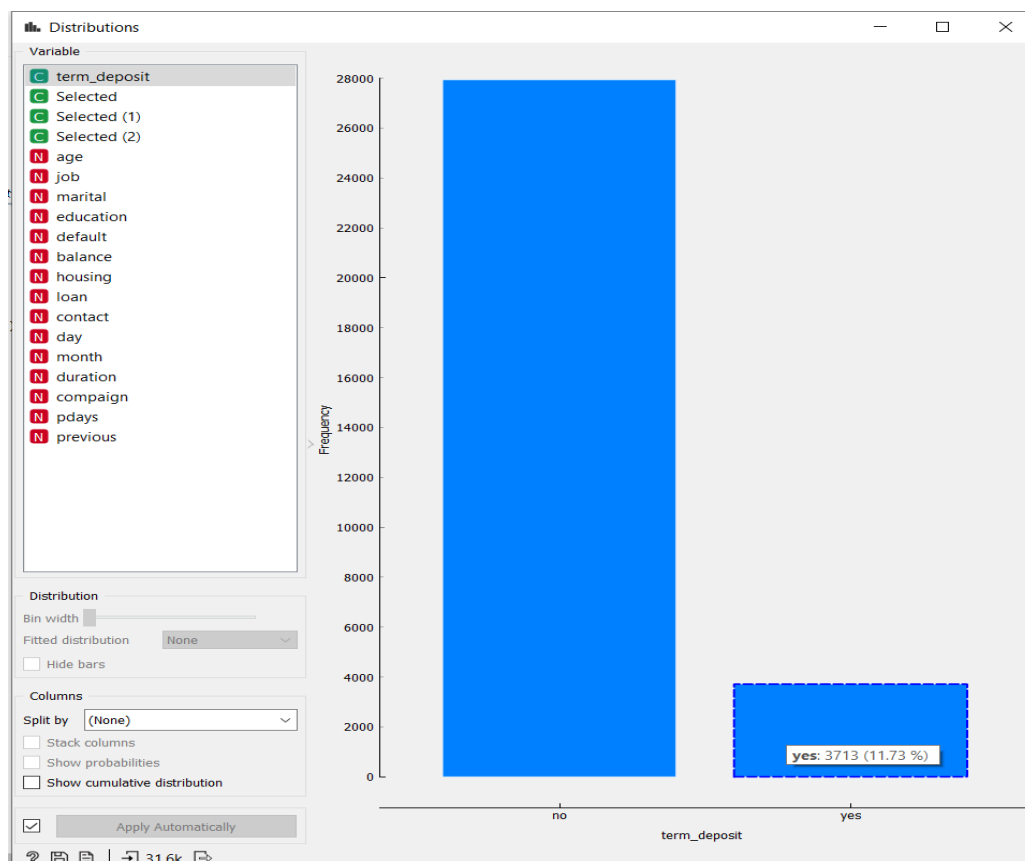 Distributions
Variable
C term_deposit
C Selected
C Selected (1)
C Selected (2)
N age
N job
N marital
N education
N default
N balance
N housing
N loan
N contact
N day
N month
N duration
N compaign
N pdays
N previous
Distribution
Bin width
Fitted distribution None
Hide bars
Columns
Split by (None)
Stack columns
Show probabilities
Show cumulative distribution
Apply Automatically
? 31.6k
28000
26000
24000
22000
20000
18000
16000
14000
12000
10000
8000
6000
4000
2000
0
Frequency
yes: 3713 (11.73 %)
no yes
term_deposit